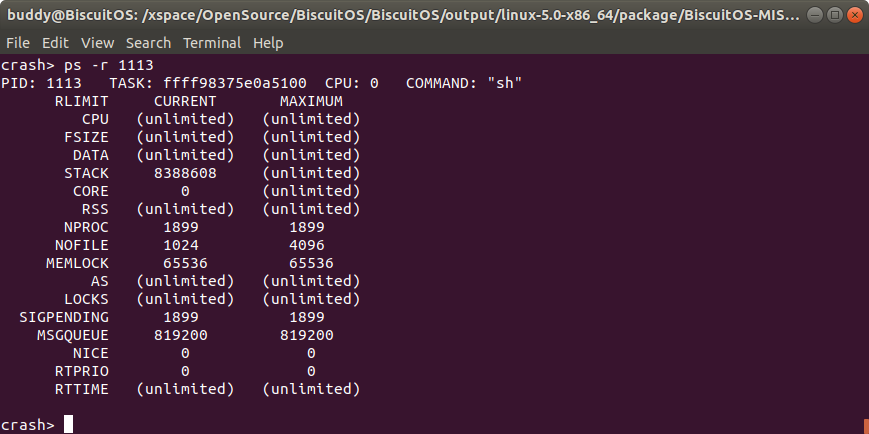 buddy@BiscuitOS: /xspace/OpenSource/BiscuitOS/BiscuitOS/output/linux-5.0-x86_64/package/BiscuitOS-MIS...
File Edit View Search Terminal Help
crash> ps -r 1113
PID: 1113   TASK: ffff98375e0a5100  CPU: 0   COMMAND: "sh"
      RLIMIT     CURRENT       MAXIMUM
         CPU   (unlimited)   (unlimited)
       FSIZE   (unlimited)   (unlimited)
        DATA   (unlimited)   (unlimited)
       STACK     8388608     (unlimited)
        CORE        0        (unlimited)
         RSS   (unlimited)   (unlimited)
       NPROC      1899          1899
      NOFILE      1024          4096
     MEMLOCK      65536         65536
          AS   (unlimited)   (unlimited)
       LOCKS   (unlimited)   (unlimited)
  SIGPENDING      1899          1899
    MSGQUEUE     819200        819200
        NICE        0             0
      RTPRIO        0             0
      RTTIME   (unlimited)   (unlimited)
crash>